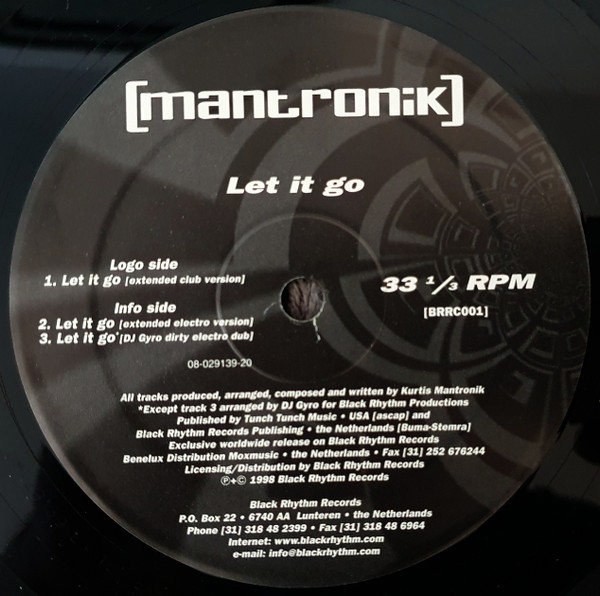 [mantronik]
Let it go
Logo side
1. Let it go [extended club version]
Info side
2. Let it go [extended electro version]
3. Let it go* [DJ Gyro dirty electro dub]
33 1/3 RPM
[BRRC001]
08-029139-20
All tracks produced, arranged, composed and written by Kurtis Mantronik
*Except track 3 arranged by DJ Gyro for Black Rhythm Productions
Published by Tunch Tunch Music • USA [ascap] and
Black Rhythm Records Publishing • the Netherlands [Buma-Stemra]
Exclusive worldwide release on Black Rhythm Records
Benelux Distribution Moxmusic • the Netherlands • Fax [31] 252 676244
Licensing/Distribution by Black Rhythm Records
℗+© 1998 Black Rhythm Records
Black Rhythm Records
P.O. Box 22 • 6740 AA Lunteren • the Netherlands
Phone [31] 318 48 2399 • Fax [31] 318 48 6964
Internet: www.blackrhythm.com
e-mail: info@blackrhythm.com